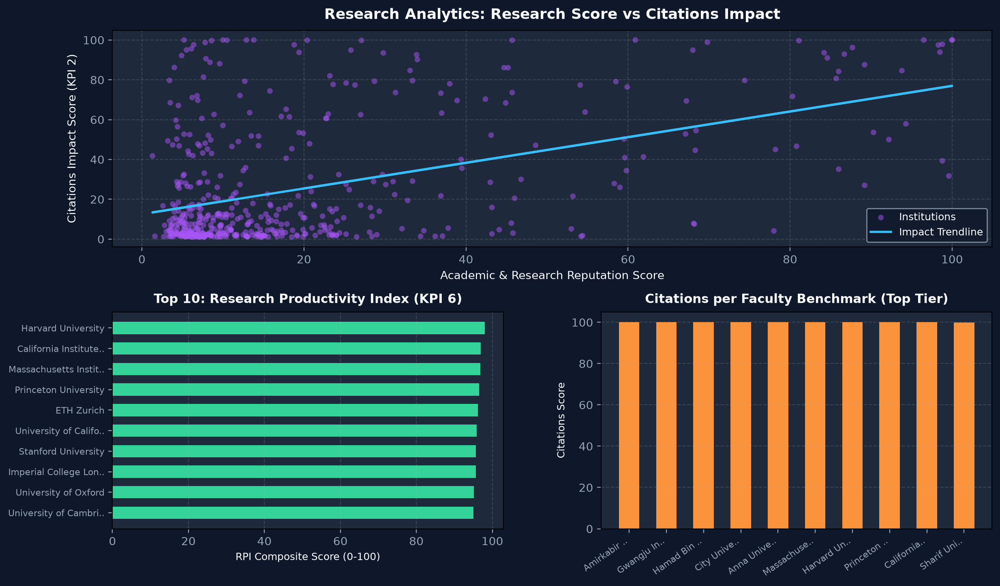 Research Analytics: Research Score vs Citations Impact
Citations Impact Score (KPI 2)
100
80
60
40
20
0
0
20
40
60
80
100
Academic & Research Reputation Score
Institutions
Impact Trendline
Top 10: Research Productivity Index (KPI 6)
Harvard University
California Institute..
Massachusetts Instit..
Princeton University
ETH Zurich
University of Califo..
Stanford University
Imperial College Lon..
University of Oxford
University of Cambri..
0
20
40
60
80
100
RPI Composite Score (0-100)
Citations per Faculty Benchmark (Top Tier)
Citations Score
100
80
60
40
20
0
Amirkabir ..
Gwangju In..
Hamad Bin ..
City Unive..
Anna Unive..
Massachuse..
Harvard Un..
Princeton ..
California..
Sharif Uni..